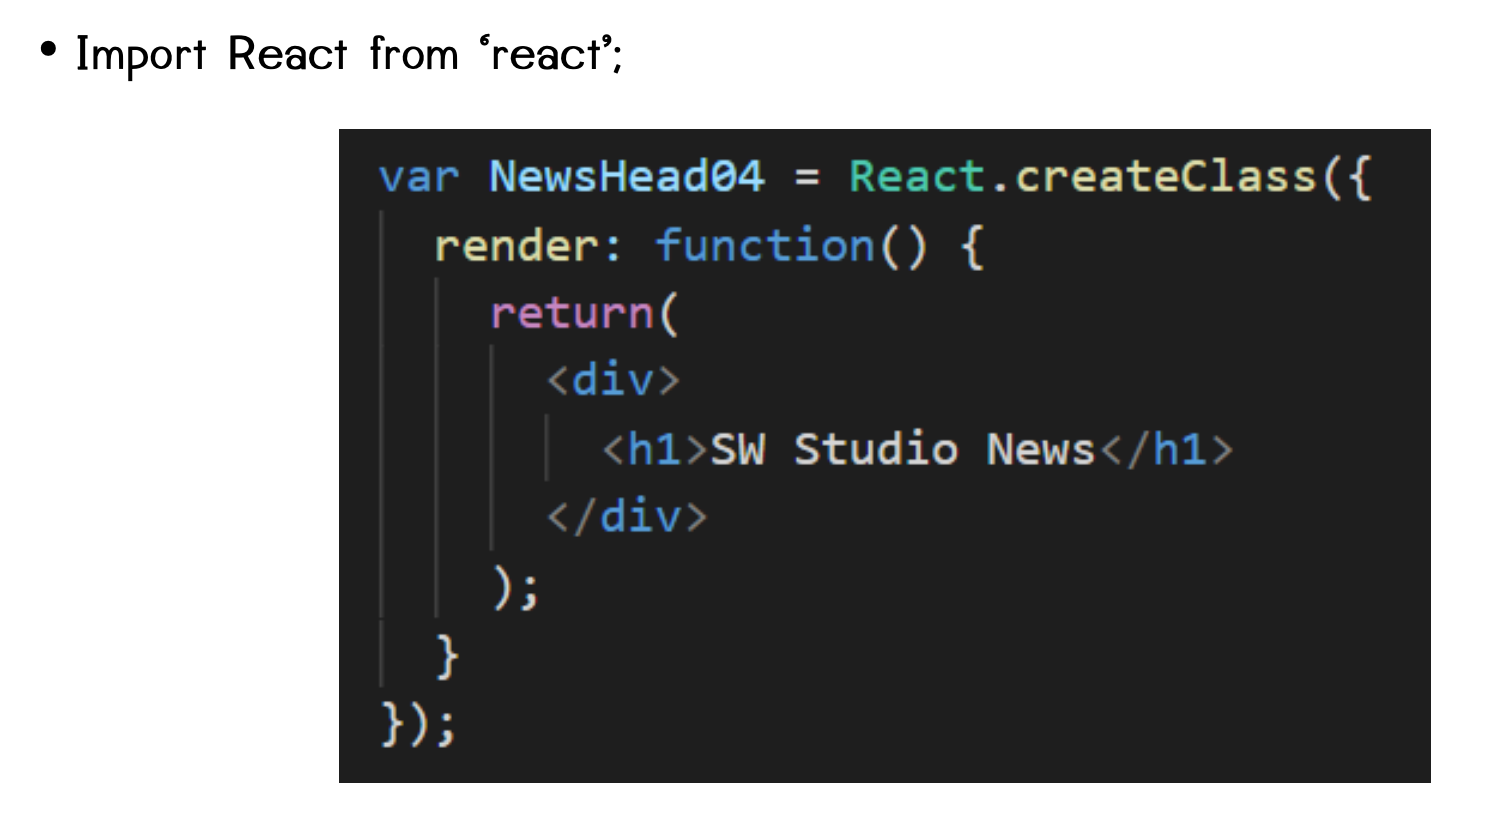 • Import React from ‘react’;
var NewsHead04 = React.createClass({
  render: function() {
    return(
      <div>
        <h1>SW Studio News</h1>
      </div>
    );
  }
});